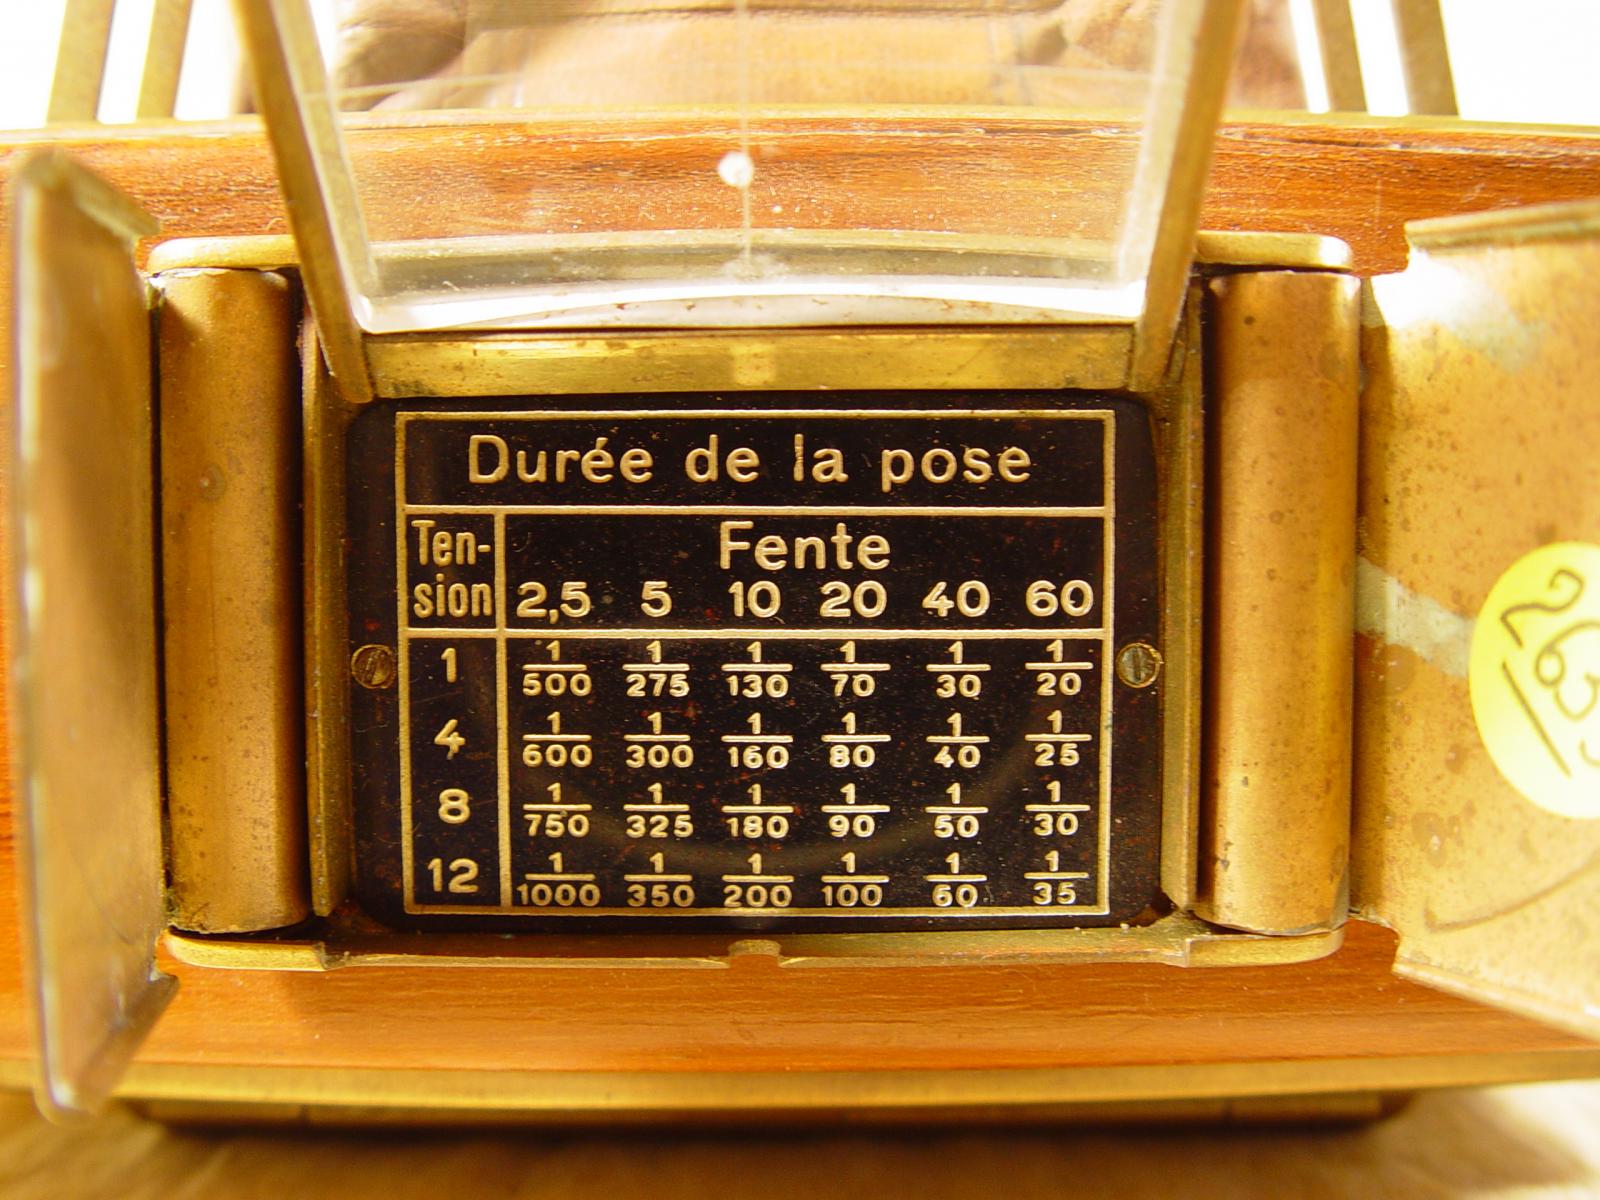 Durée de la pose
Ten-
sion
Fente
2,5 5 10 20 40 60
1 1/500 1/275 1/130 1/70 1/30 1/20
4 1/600 1/300 1/160 1/80 1/40 1/25
8 1/750 1/325 1/180 1/90 1/50 1/30
12 1/1000 1/350 1/200 1/100 1/60 1/35